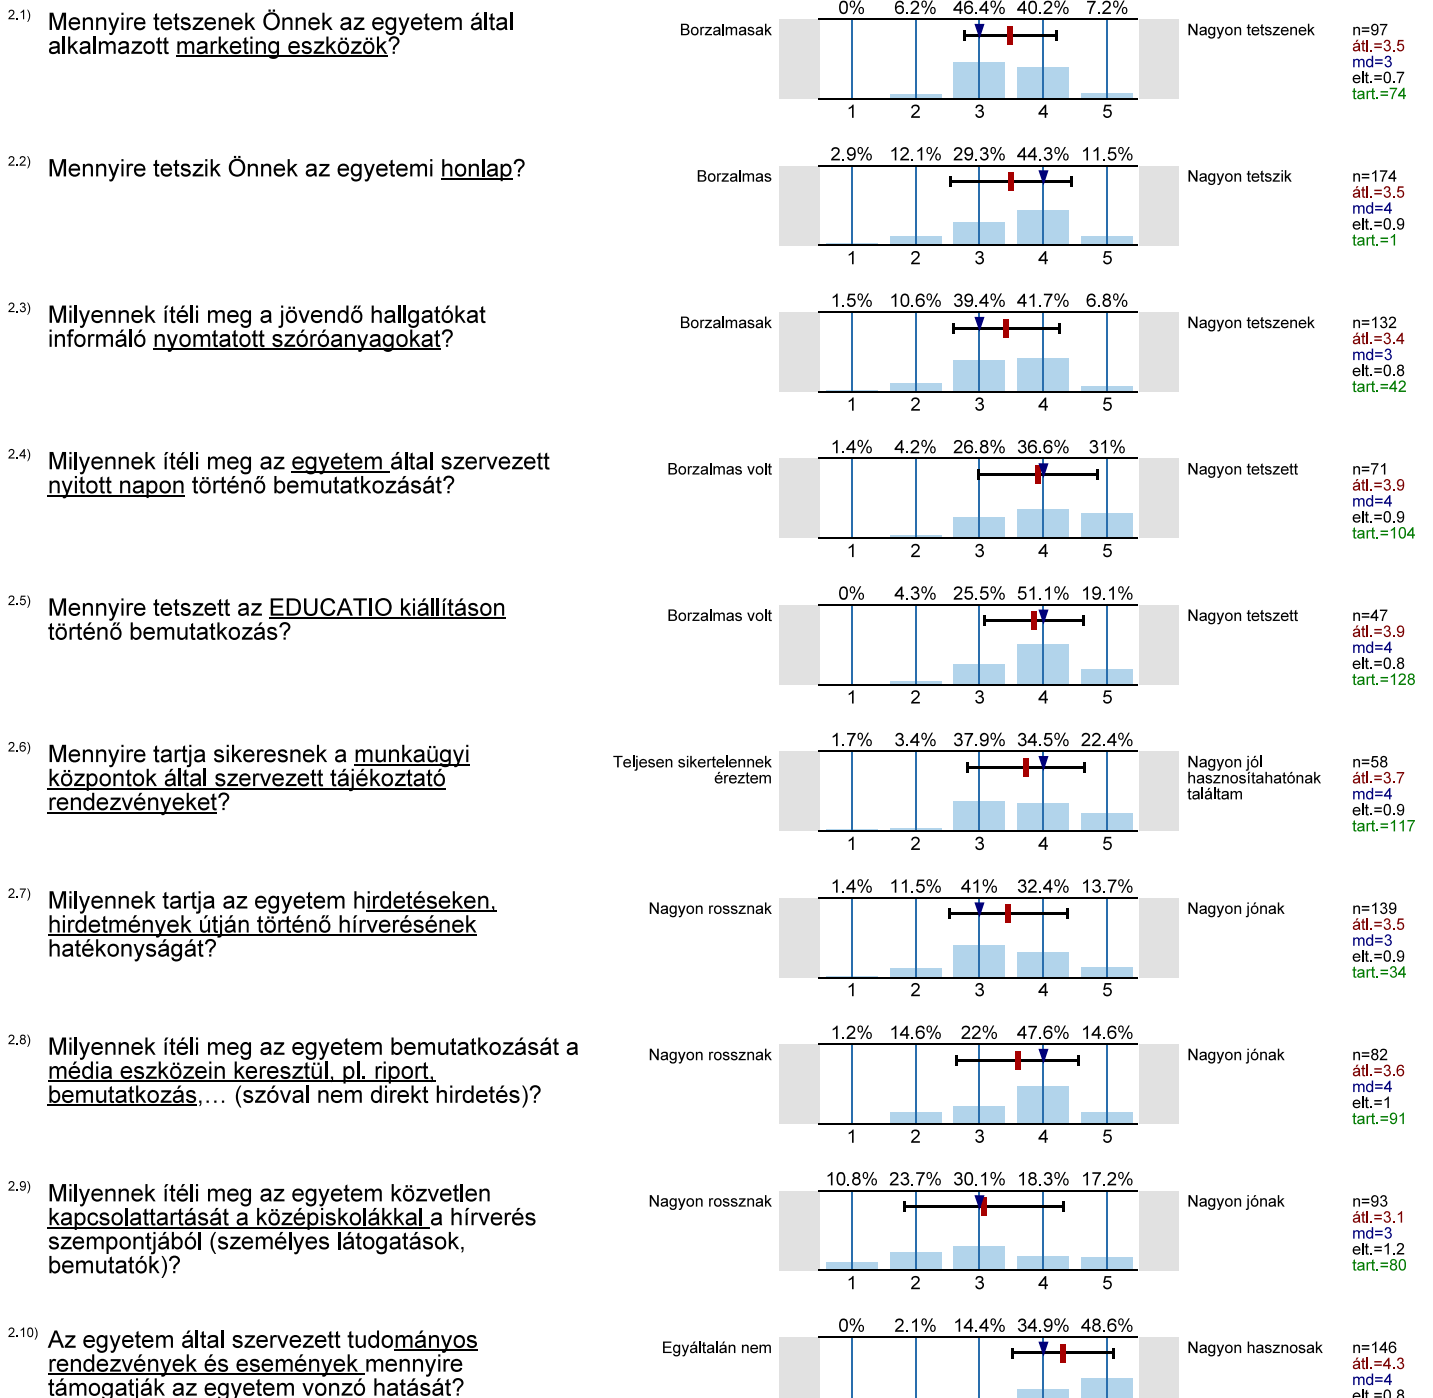 2.1) Mennyire tetszenek Önnek az egyetem által
alkalmazott marketing eszközök?
Borzalmasak
0% 6.2% 46.4% 40.2% 7.2%
1 2 3 4 5
Nagyon tetszenek
n=97
átl.=3.5
md=3
elt.=0.7
tart.=74
2.2) Mennyire tetszik Önnek az egyetemi honlap?
Borzalmas
2.9% 12.1% 29.3% 44.3% 11.5%
1 2 3 4 5
Nagyon tetszik
n=174
átl.=3.5
md=4
elt.=0.9
tart.=1
2.3) Milyennek ítéli meg a jövendő hallgatókat
informáló nyomtatott szóróanyagokat?
Borzalmasak
1.5% 10.6% 39.4% 41.7% 6.8%
1 2 3 4 5
Nagyon tetszenek
n=132
átl.=3.4
md=3
elt.=0.8
tart.=42
2.4) Milyennek ítéli meg az egyetem által szervezett
nyitott napon történő bemutatkozását?
Borzalmas volt
1.4% 4.2% 26.8% 36.6% 31%
1 2 3 4 5
Nagyon tetszett
n=71
átl.=3.9
md=4
elt.=0.9
tart.=104
2.5) Mennyire tetszett az EDUCATIO kiállításon
történő bemutatkozás?
Borzalmas volt
0% 4.3% 25.5% 51.1% 19.1%
1 2 3 4 5
Nagyon tetszett
n=47
átl.=3.9
md=4
elt.=0.8
tart.=128
2.6) Mennyire tartja sikeresnek a munkaügyi
központok által szervezett tájékoztató
rendezvényeket?
Teljesen sikertelennek
éreztem
1.7% 3.4% 37.9% 34.5% 22.4%
1 2 3 4 5
Nagyon jól
hasznosítahatónak
találtam
n=58
átl.=3.7
md=4
elt.=0.9
tart.=117
2.7) Milyennek tartja az egyetem hirdetéseken,
hirdetmények útján történő hírverésének
hatékonyságát?
Nagyon rossznak
1.4% 11.5% 41% 32.4% 13.7%
1 2 3 4 5
Nagyon jónak
n=139
átl.=3.5
md=3
elt.=0.9
tart.=34
2.8) Milyennek ítéli meg az egyetem bemutatkozását a
média eszközein keresztül, pl. riport,
bemutatkozás,… (szóval nem direkt hirdetés)?
Nagyon rossznak
1.2% 14.6% 22% 47.6% 14.6%
1 2 3 4 5
Nagyon jónak
n=82
átl.=3.6
md=4
elt.=1
tart.=91
2.9) Milyennek ítéli meg az egyetem közvetlen
kapcsolattartását a középiskolákkal a hírverés
szempontjából (személyes látogatások,
bemutatók)?
Nagyon rossznak
10.8% 23.7% 30.1% 18.3% 17.2%
1 2 3 4 5
Nagyon jónak
n=93
átl.=3.1
md=3
elt.=1.2
tart.=80
2.10) Az egyetem által szervezett tudományos
rendezvények és események mennyire
támogatják az egyetem vonzó hatását?
Egyáltalán nem
0% 2.1% 14.4% 34.9% 48.6%
Nagyon hasznosak
n=146
átl.=4.3
md=4
elt.=0.8